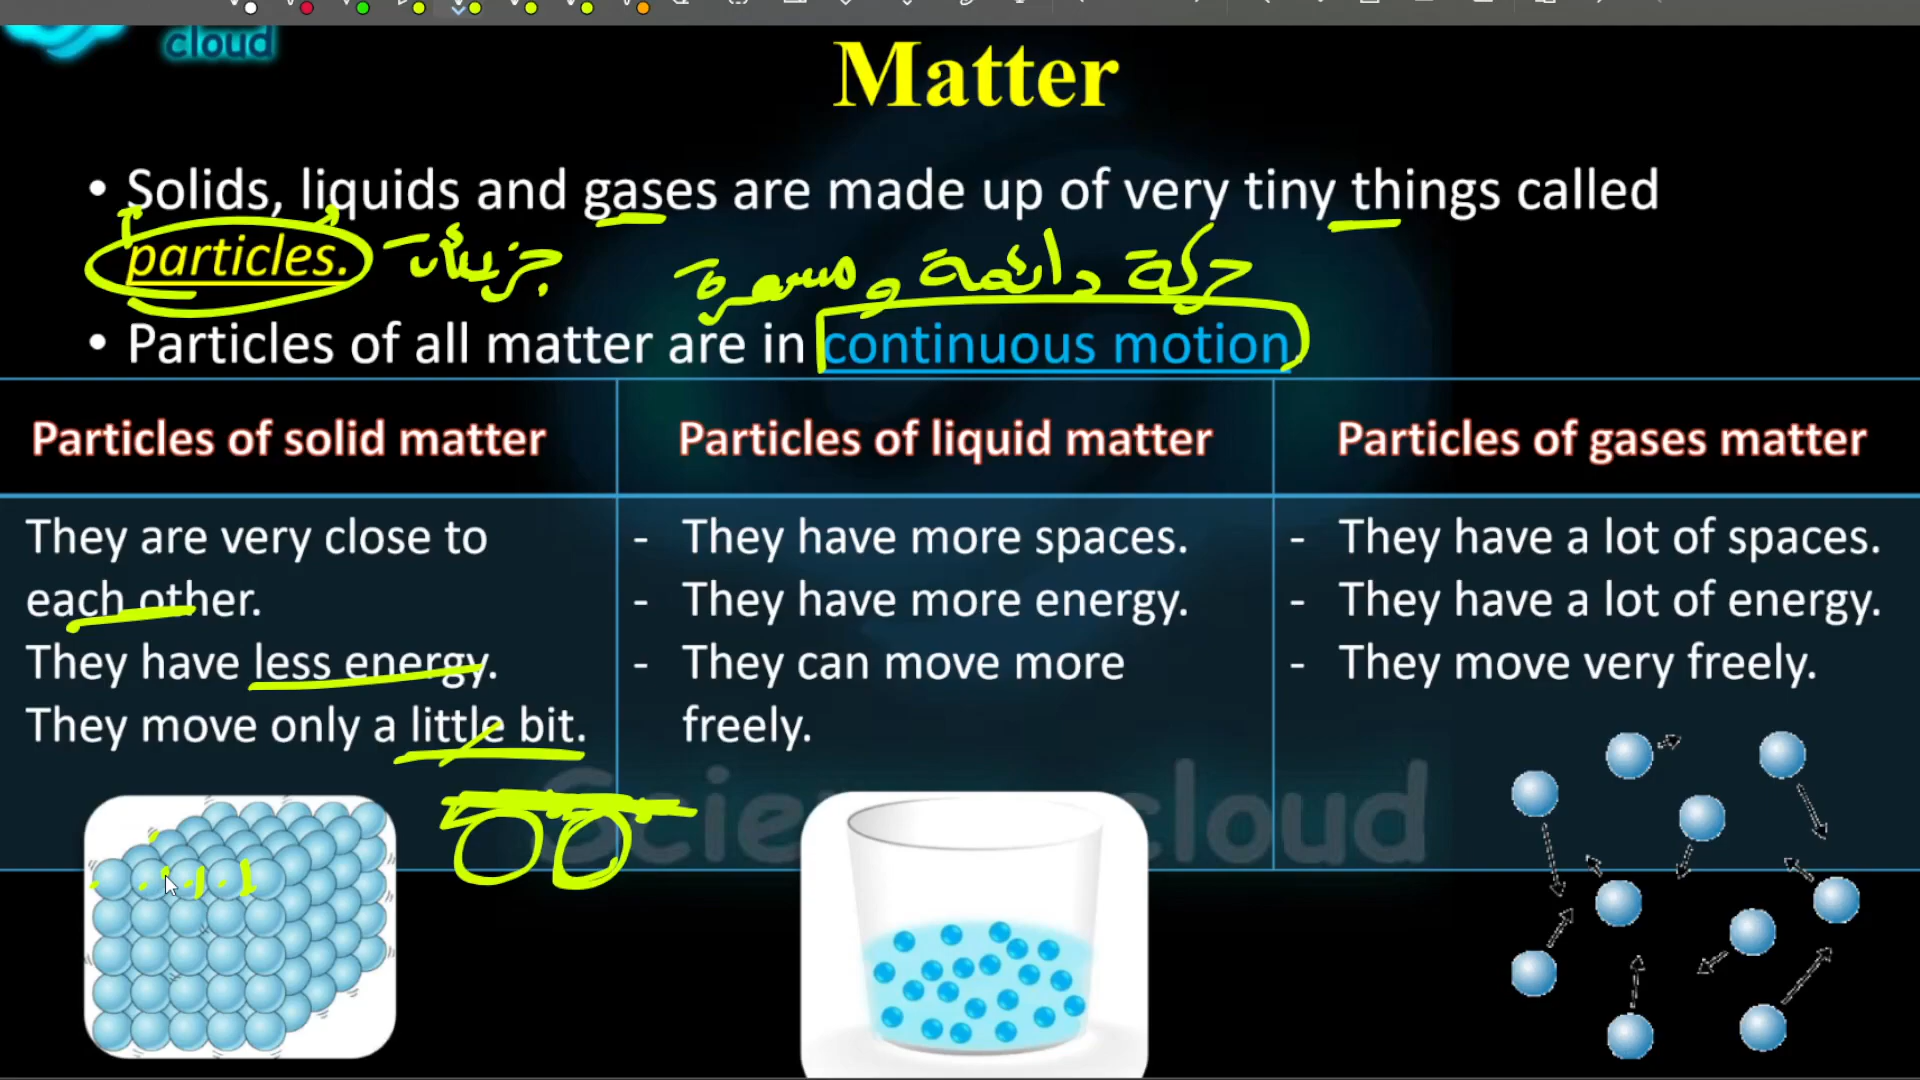 cloud
Matter
• Solids, liquids and gases are made up of very tiny things called
particles. جزيئات
حركة دائمة و مستمرة
• Particles of all matter are in continuous motion.
Particles of solid matter
They are very close to
each other.
They have less energy.
They move only a little bit.
Particles of liquid matter
- They have more spaces.
- They have more energy.
- They can move more
freely.
Particles of gases matter
- They have a lot of spaces.
- They have a lot of energy.
- They move very freely.
Science cloud